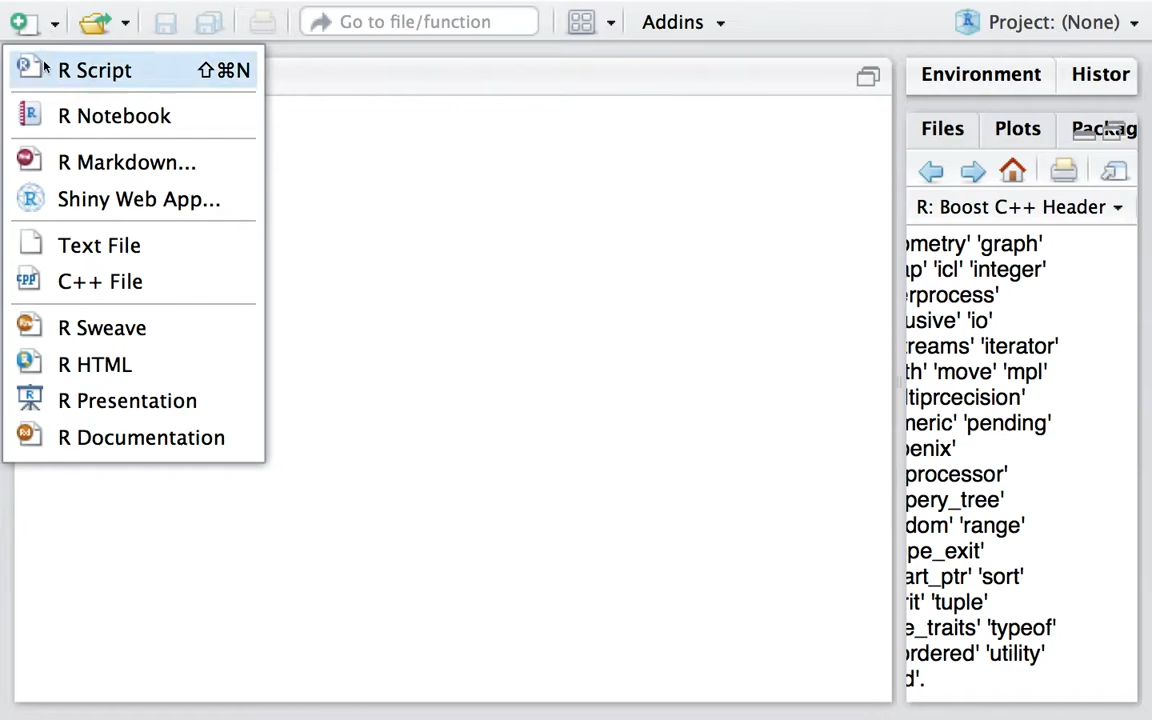 Go to file/function
Addins
Project: (None)
R Script ⇧⌘N
R Notebook
R Markdown...
Shiny Web App...
Text File
C++ File
R Sweave
R HTML
R Presentation
R Documentation
Environment Histor
Files Plots Packag
R: Boost C++ Header
ometry' 'graph'
ap' 'icl' 'integer'
erprocess'
usive' 'io'
treams' 'iterator'
th' 'move' 'mpl'
ltiprcecision'
meric' 'pending'
penix'
processor'
pery_tree'
dom' 'range'
pe_exit'
art_ptr' 'sort'
rit' 'tuple'
e_traits' 'typeof'
ordered' 'utility'
d'.